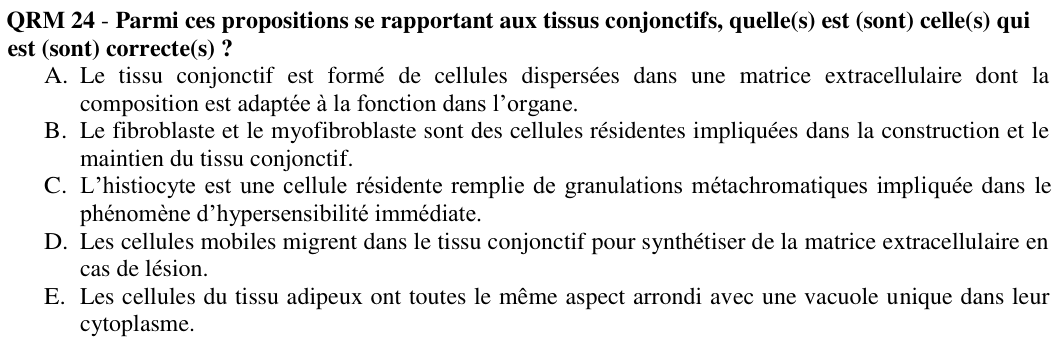 QRM 24 - Parmi ces propositions se rapportant aux tissus conjonctifs, quelle(s) est (sont) celle(s) qui
est (sont) correcte(s) ?
A. Le tissu conjonctif est formé de cellules dispersées dans une matrice extracellulaire dont la
composition est adaptée à la fonction dans l'organe.
B. Le fibroblaste et le myofibroblaste sont des cellules résidentes impliquées dans la construction et le
maintien du tissu conjonctif.
C. L'histiocyte est une cellule résidente remplie de granulations métachromatiques impliquée dans le
phénomène d'hypersensibilité immédiate.
D. Les cellules mobiles migrent dans le tissu conjonctif pour synthétiser de la matrice extracellulaire en
cas de lésion.
E. Les cellules du tissu adipeux ont toutes le même aspect arrondi avec une vacuole unique dans leur
cytoplasme.